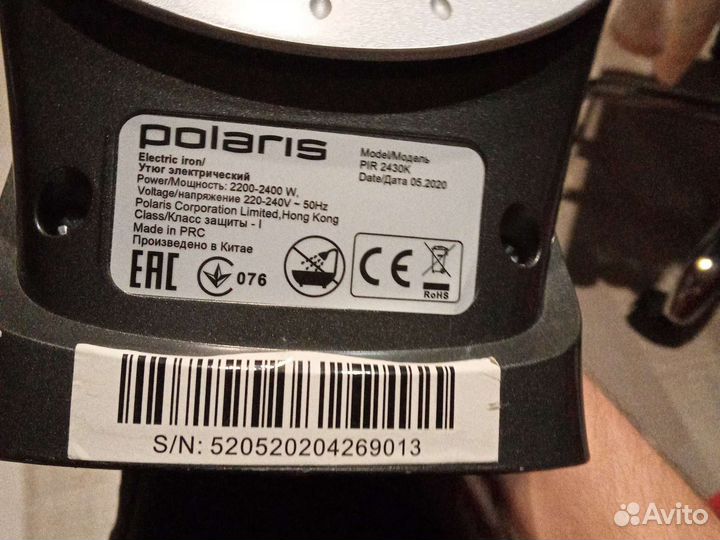 polaris
Electric iron/
Утюг электрический
Power/Мощность: 2200-2400 W,
Voltage/напряжение 220-240V ~ 50Hz
Polaris Corporation Limited, Hong Kong
Class/Класс защиты - I
Made in PRC
Произведено в Китае
Model/Модель
PIR 2430K
Date/Дата 05.2020
EAC
076
CE
RoHS
S/N: 520520204269013
Avito